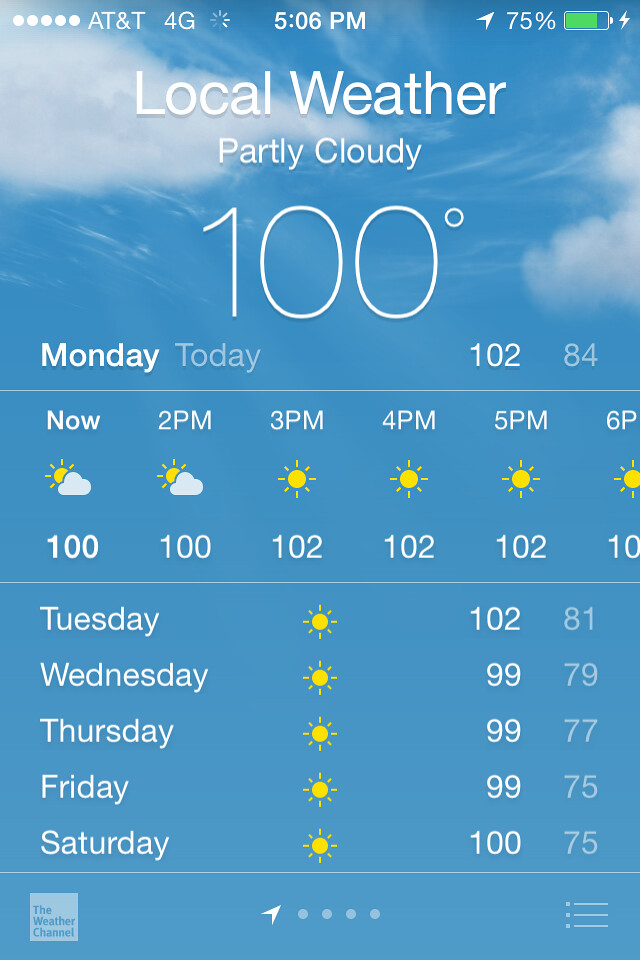 AT&T 4G 5:06 PM 75%
Local Weather
Partly Cloudy
100°
Monday Today 102 84
Now 2PM 3PM 4PM 5PM 6P
100 100 102 102 102 10
Tuesday 102 81
Wednesday 99 79
Thursday 99 77
Friday 99 75
Saturday 100 75
The
Weather
Channel